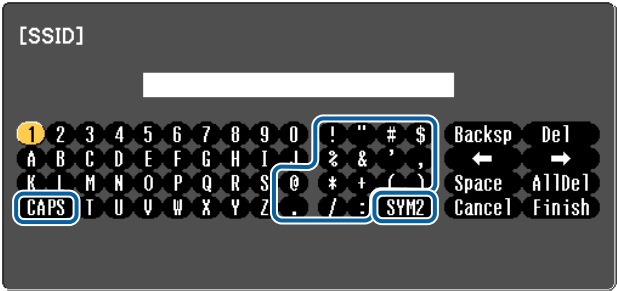 [SSID]
1 2 3 4 5 6 7 8 9 0 ! " # $ Backsp Del
A B C D E F G H I J % & ' , ← →
K L M N O P Q R S @ * + ( ) Space AllDel
CAPS T U V W X Y Z . / : SYM2 Cancel Finish